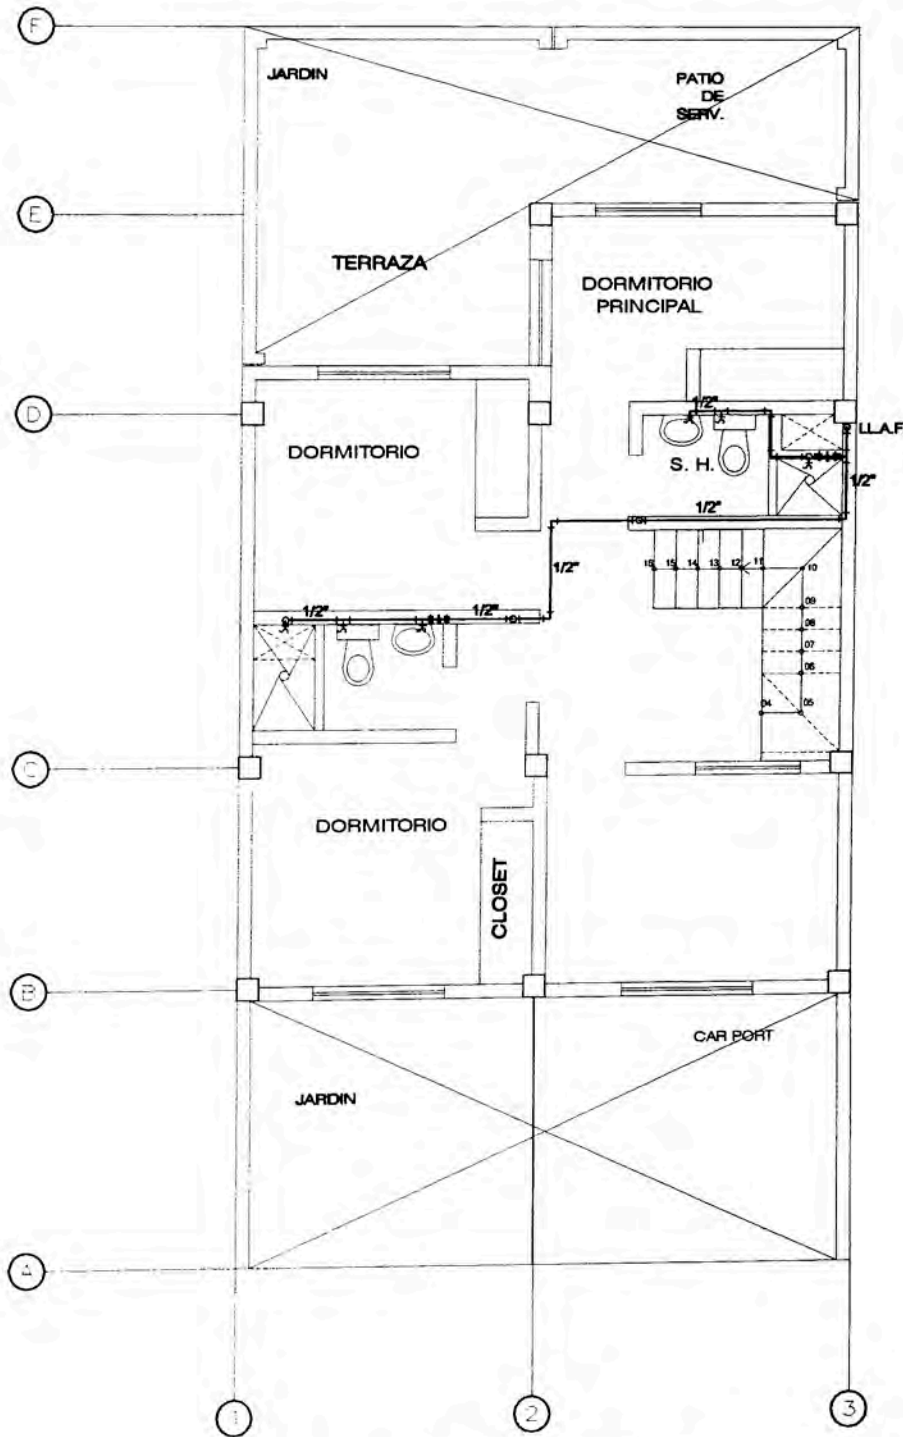 F
JARDIN
PATIO
DE
SERV.
E
TERRAZA
DORMITORIO
PRINCIPAL
D
1/2"
LL.A.F
DORMITORIO
S. H.
1/2"
1/2"
1/2"
16
15
14
13
12
11
10
09
08
07
06
04
05
1/2"
1/2"
C
DORMITORIO
CLOSET
B
CAR PORT
JARDIN
A
1
2
3